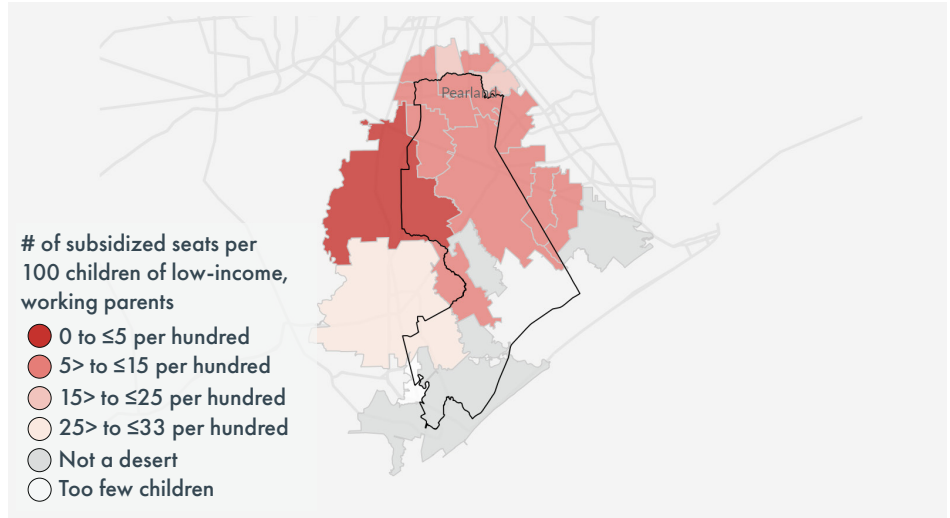 Pearland
# of subsidized seats per
100 children of low-income,
working parents
0 to ≤5 per hundred
5> to ≤15 per hundred
15> to ≤25 per hundred
25> to ≤33 per hundred
Not a desert
Too few children